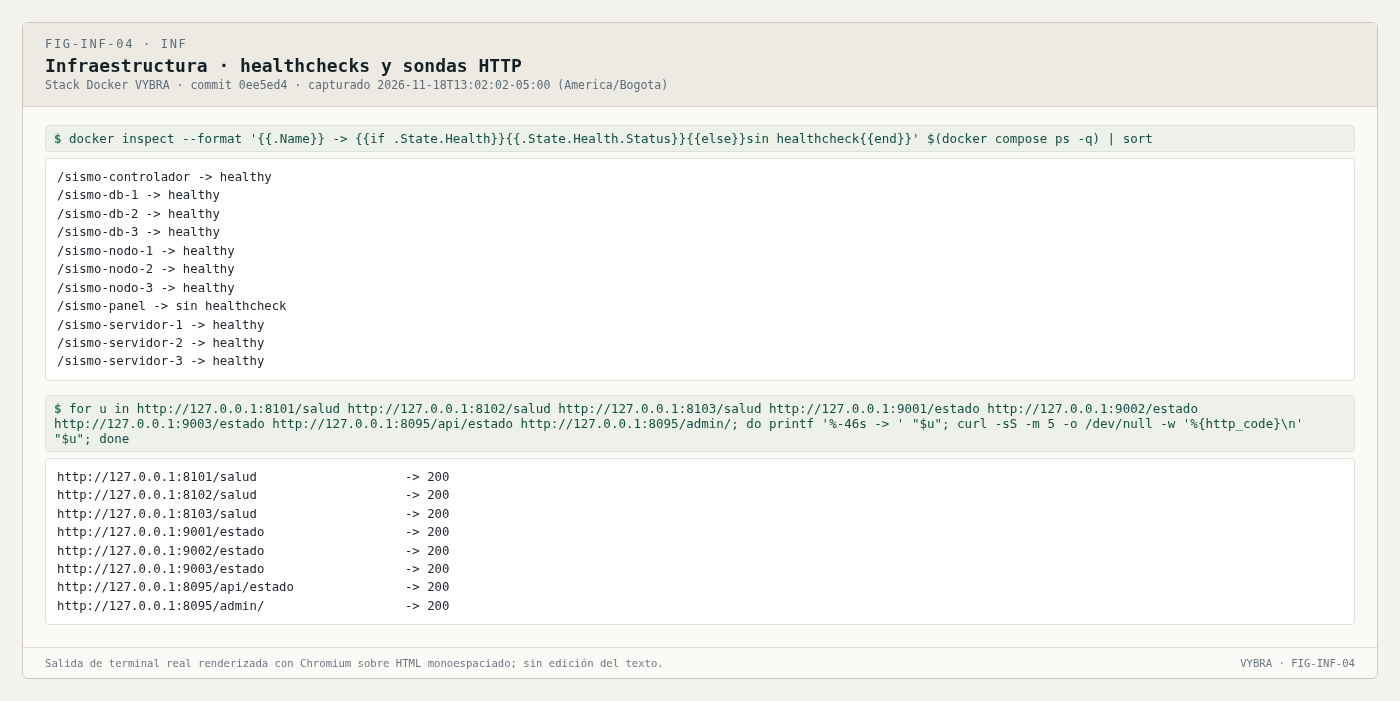 FIG-INF-04 · INF
Infraestructura · healthchecks y sondas HTTP
Stack Docker VYBRA · commit 0ee5ed4 · capturado 2026-11-18T13:02:02-05:00 (America/Bogota)
$ docker inspect --format '{{.Name}} -> {{if .State.Health}}{{.State.Health.Status}}{{else}}sin healthcheck{{end}}' $(docker compose ps -q) | sort
/sismo-controlador -> healthy
/sismo-db-1 -> healthy
/sismo-db-2 -> healthy
/sismo-db-3 -> healthy
/sismo-nodo-1 -> healthy
/sismo-nodo-2 -> healthy
/sismo-nodo-3 -> healthy
/sismo-panel -> sin healthcheck
/sismo-servidor-1 -> healthy
/sismo-servidor-2 -> healthy
/sismo-servidor-3 -> healthy
$ for u in http://127.0.0.1:8101/salud http://127.0.0.1:8102/salud http://127.0.0.1:8103/salud http://127.0.0.1:9001/estado http://127.0.0.1:9002/estado
http://127.0.0.1:9003/estado http://127.0.0.1:8095/api/estado http://127.0.0.1:8095/admin/; do printf '%-46s -> ' "$u"; curl -sS -m 5 -o /dev/null -w '%{http_code}\n'
"$u"; done
http://127.0.0.1:8101/salud -> 200
http://127.0.0.1:8102/salud -> 200
http://127.0.0.1:8103/salud -> 200
http://127.0.0.1:9001/estado -> 200
http://127.0.0.1:9002/estado -> 200
http://127.0.0.1:9003/estado -> 200
http://127.0.0.1:8095/api/estado -> 200
http://127.0.0.1:8095/admin/ -> 200
Salida de terminal real renderizada con Chromium sobre HTML monoespaciado; sin edición del texto.
VYBRA · FIG-INF-04